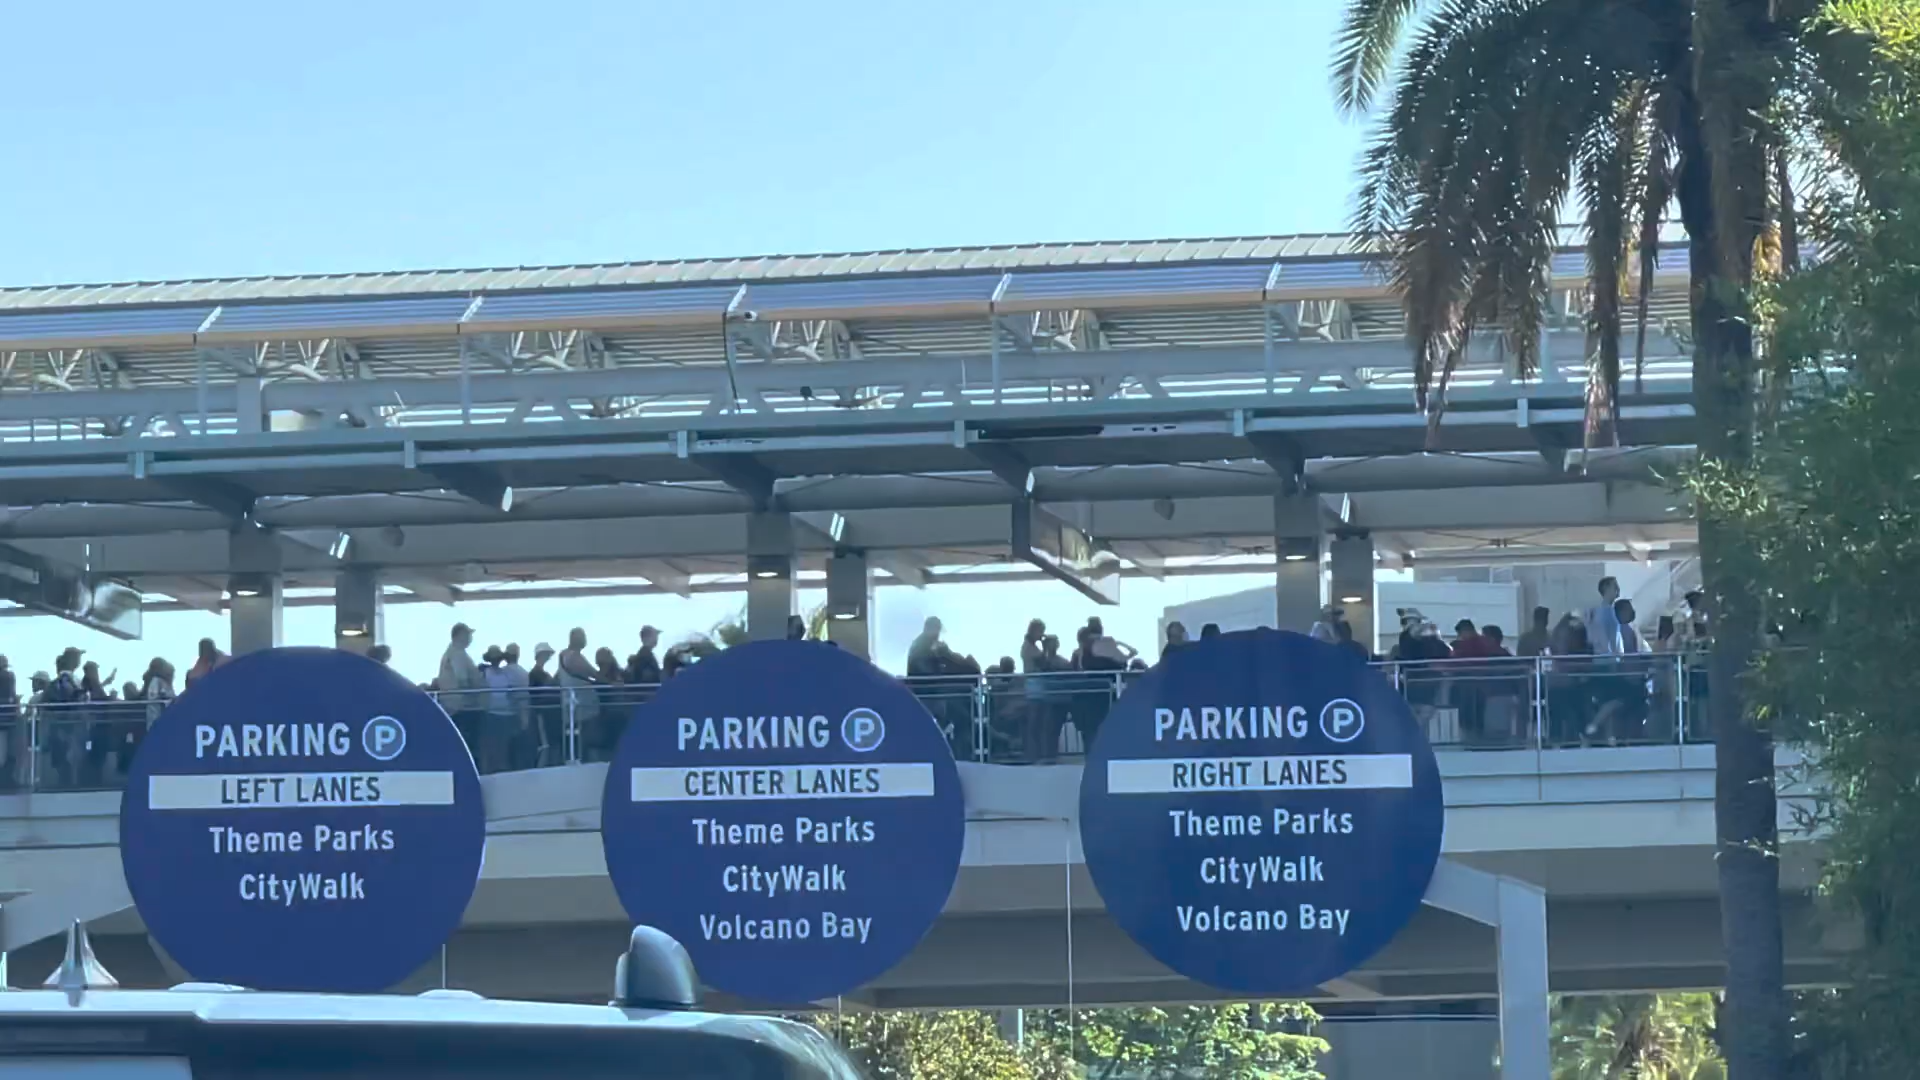 PARKING P
LEFT LANES
Theme Parks
CityWalk
PARKING P
CENTER LANES
Theme Parks
CityWalk
Volcano Bay
PARKING P
RIGHT LANES
Theme Parks
CityWalk
Volcano Bay